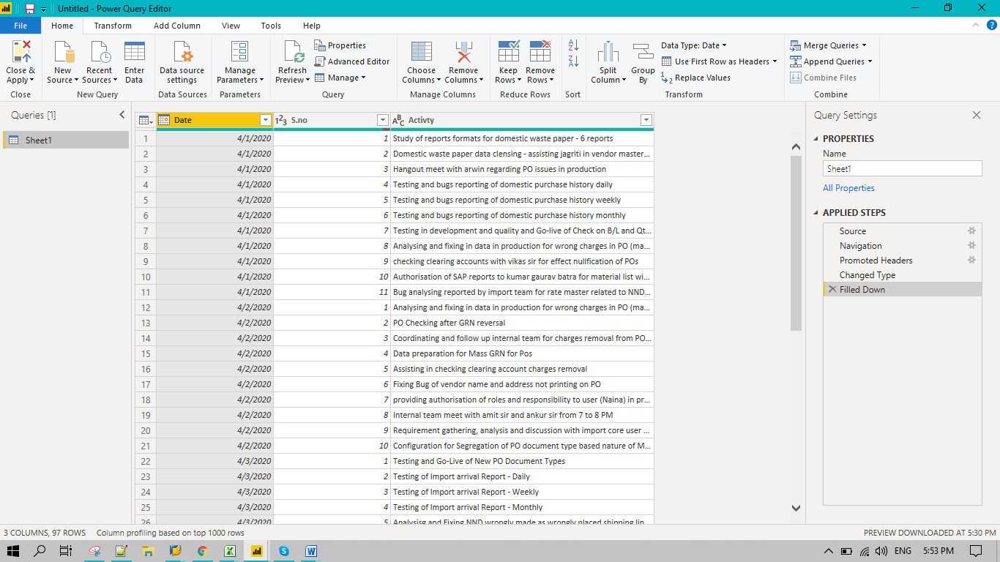 Untitled - Power Query Editor
File Home Transform Add Column View Tools Help
Close & Apply
Close
New Source
Recent Sources
Enter Data
New Query
Data source settings
Data Sources
Manage Parameters
Parameters
Refresh Preview
Properties
Advanced Editor
Manage
Query
Choose Columns
Remove Columns
Manage Columns
Keep Rows
Remove Rows
Reduce Rows
Sort
Split Column
Group By
Data Type: Date
Use First Row as Headers
Replace Values
Transform
Merge Queries
Append Queries
Combine Files
Combine
Queries [1]
Sheet1
Date S.no Activty
1 4/1/2020 1 Study of reports formats for domestic waste paper - 6 reports
2 4/1/2020 2 Domestic waste paper data clensing - assisting jagriti in vendor master...
3 4/1/2020 3 Hangout meet with arwin regarding PO issues in production
4 4/1/2020 4 Testing and bugs reporting of domestic purchase history daily
5 4/1/2020 5 Testing and bugs reporting of domestic purchase history weekly
6 4/1/2020 6 Testing and bugs reporting of domestic purchase history monthly
7 4/1/2020 7 Testing in development and quality and Go-live of Check on B/L and Qt...
8 4/1/2020 8 Analysing and fixing in data in production for wrong charges in PO (ma...
9 4/1/2020 9 checking clearing accounts with vikas sir for effect nullfication of POs
10 4/1/2020 10 Authorisation of SAP reports to kumar gaurav batra for material list wi...
11 4/1/2020 11 Bug analysing reported by import team for rate master related to NND...
12 4/2/2020 1 Analysing and fixing in data in production for wrong charges in PO (ma...
13 4/2/2020 2 PO Checking after GRN reversal
14 4/2/2020 3 Coordinating and follow up internal team for charges removal from PO...
15 4/2/2020 4 Data preparation for Mass GRN for Pos
16 4/2/2020 5 Assisting in checking clearing account charges removal
17 4/2/2020 6 Fixing Bug of vendor name and address not printing on PO
18 4/2/2020 7 providing authorisation of roles and responsibility to user (Naina) in pr...
19 4/2/2020 8 Internal team meet with amit sir and ankur sir from 7 to 8 PM
20 4/2/2020 9 Requirement gathering, analysis and discussion with import core user ...
21 4/2/2020 10 Configuration for Segregation of PO document type based nature of M...
22 4/3/2020 1 Testing and Go-Live of New PO Document Types
23 4/3/2020 2 Testing of Import arrival Report - Daily
24 4/3/2020 3 Testing of Import arrival Report - Weekly
25 4/3/2020 4 Testing of Import arrival Report - Monthly
26 4/3/2020 5 Analysisg and Fixing NND wrongly made as wrongly placed shipping lin...
Query Settings
PROPERTIES
Name
Sheet1
All Properties
APPLIED STEPS
Source
Navigation
Promoted Headers
Changed Type
Filled Down
3 COLUMNS, 97 ROWS Column profiling based on top 1000 rows
PREVIEW DOWNLOADED AT 5:30 PM
ENG 5:53 PM